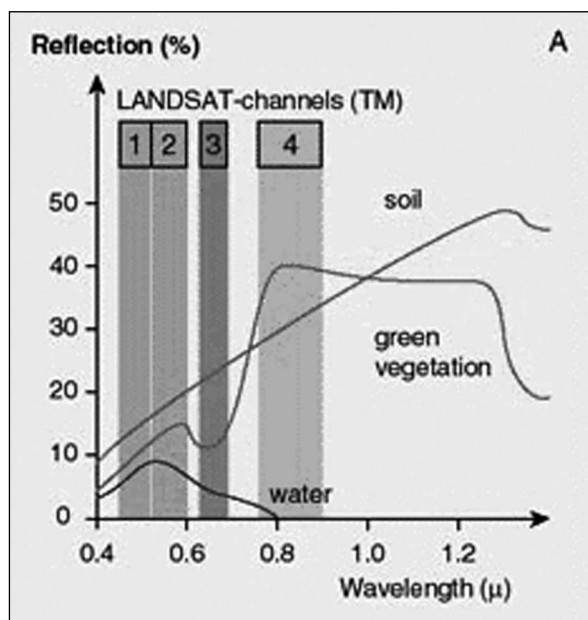 Reflection (%) A
LANDSAT-channels (TM)
1 2 3 4
50
soil
40
30
green
vegetation
20
10
water
0
0.4 0.6 0.8 1.0 1.2
Wavelength (μ)